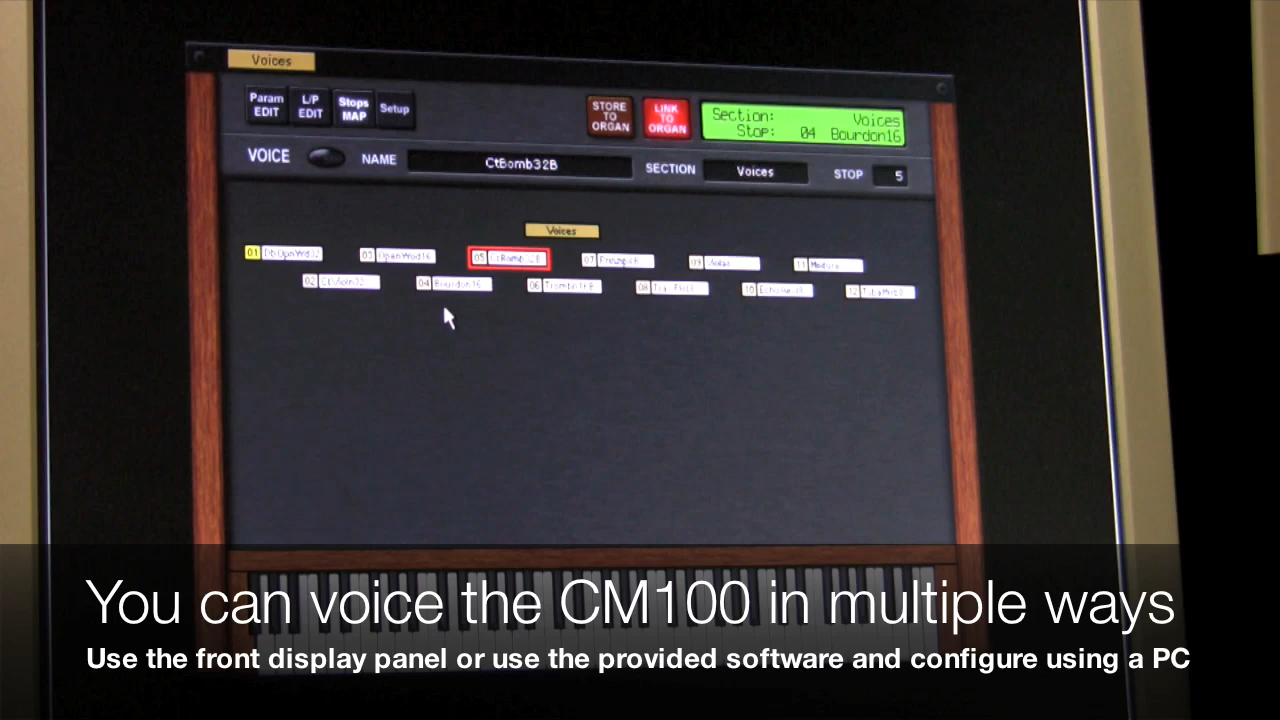 Voices
Param EDIT
L/P EDIT
Stops MAP
Setup
STORE TO ORGAN
LINK TO ORGAN
Section: Voices
Stop: 04 Bourdon16
VOICE NAME CtBomb32B SECTION Voices STOP 5
Voices
01
03 OpenWod16
05 CtBomb32B
07
09
11
02
04 Bourdon16
06
08
10
12
You can voice the CM100 in multiple ways
Use the front display panel or use the provided software and configure using a PC